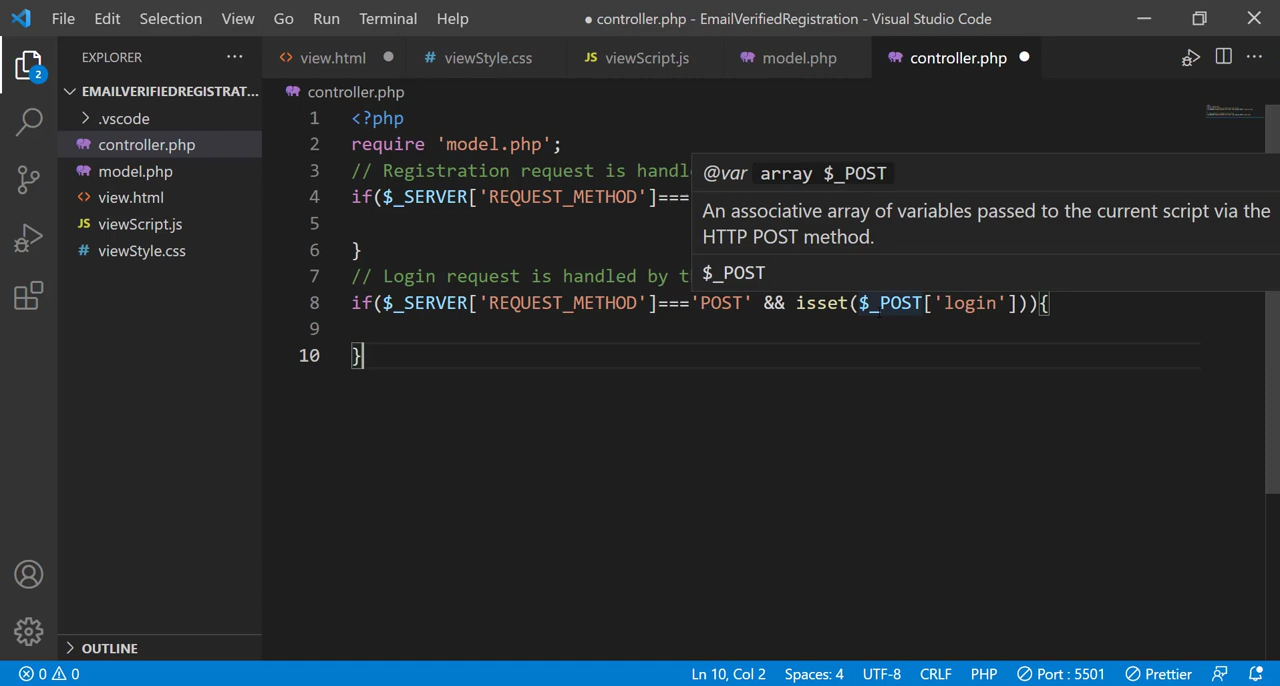 File Edit Selection View Go Run Terminal Help ● controller.php - EmailVerifiedRegistration - Visual Studio Code
2
EXPLORER ...
EMAILVERIFIEDREGISTRAT...
.vscode
controller.php
model.php
view.html
JS viewScript.js
# viewStyle.css
OUTLINE
<> view.html ● # viewStyle.css JS viewScript.js model.php controller.php ●
controller.php
1 <?php
2 require 'model.php';
3 // Registration request is handl
4 if($_SERVER['REQUEST_METHOD']===
5
6 }
7 // Login request is handled by t
8 if($_SERVER['REQUEST_METHOD']==='POST' && isset($_POST['login'])){
9
10 }
@var array $_POST
An associative array of variables passed to the current script via the
HTTP POST method.
$_POST
0 0 Ln 10, Col 2 Spaces: 4 UTF-8 CRLF PHP Port : 5501 Prettier